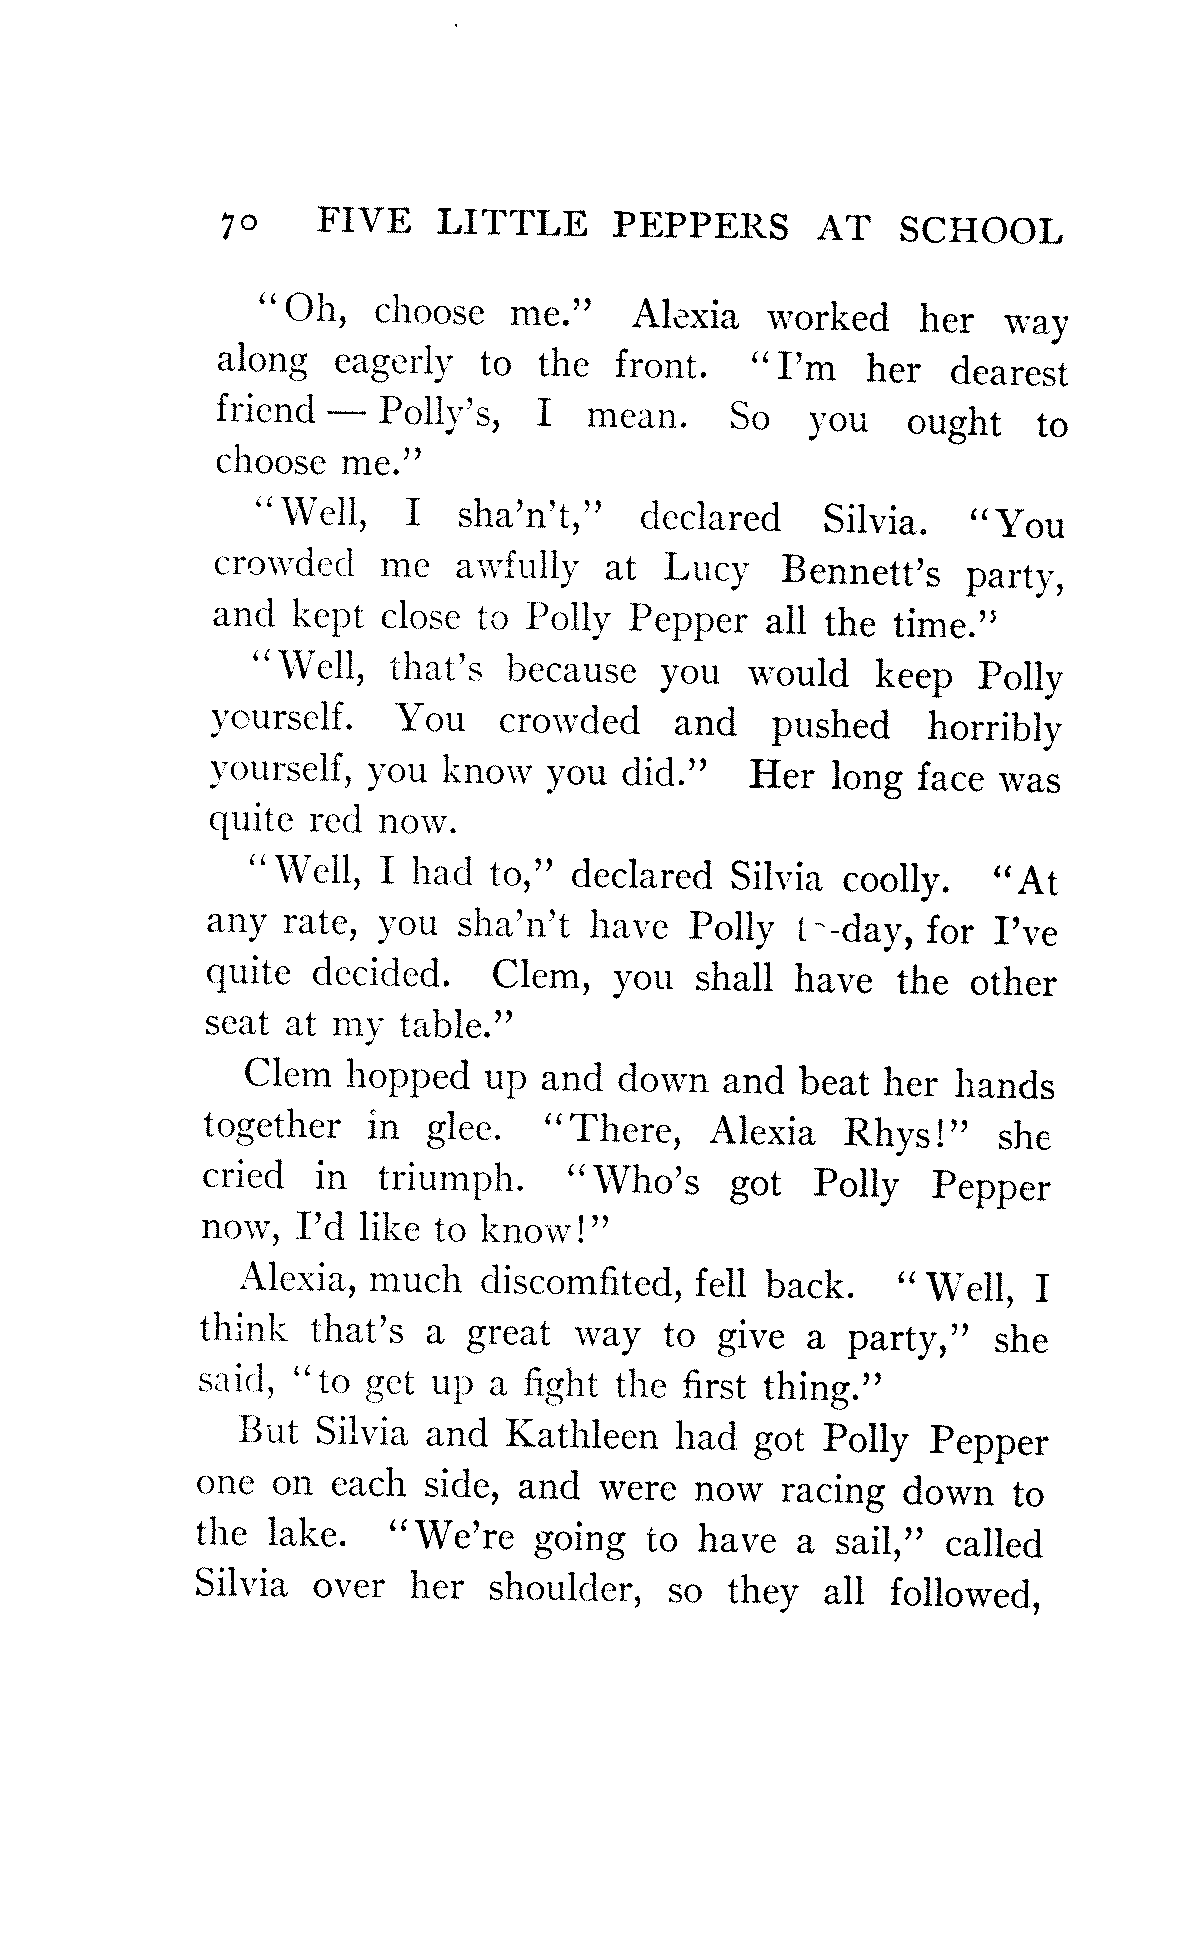 70 FIVE LITTLE PEPPERS AT SCHOOL
“Oh, choose me.” Alexia worked her way
along eagerly to the front. “I’m her dearest
friend — Polly’s, I mean. So you ought to
choose me.”
“Well, I sha’n’t,” declared Silvia. “You
crowded me awfully at Lucy Bennett’s party,
and kept close to Polly Pepper all the time.”
“Well, that’s because you would keep Polly
yourself. You crowded and pushed horribly
yourself, you know you did.” Her long face was
quite red now.
“Well, I had to,” declared Silvia coolly. “At
any rate, you sha’n’t have Polly to-day, for I’ve
quite decided. Clem, you shall have the other
seat at my table.”
Clem hopped up and down and beat her hands
together in glee. “There, Alexia Rhys!” she
cried in triumph. “Who’s got Polly Pepper
now, I’d like to know!”
Alexia, much discomfited, fell back. “Well, I
think that’s a great way to give a party,” she
said, “to get up a fight the first thing.”
But Silvia and Kathleen had got Polly Pepper
one on each side, and were now racing down to
the lake. “We’re going to have a sail,” called
Silvia over her shoulder, so they all followed,